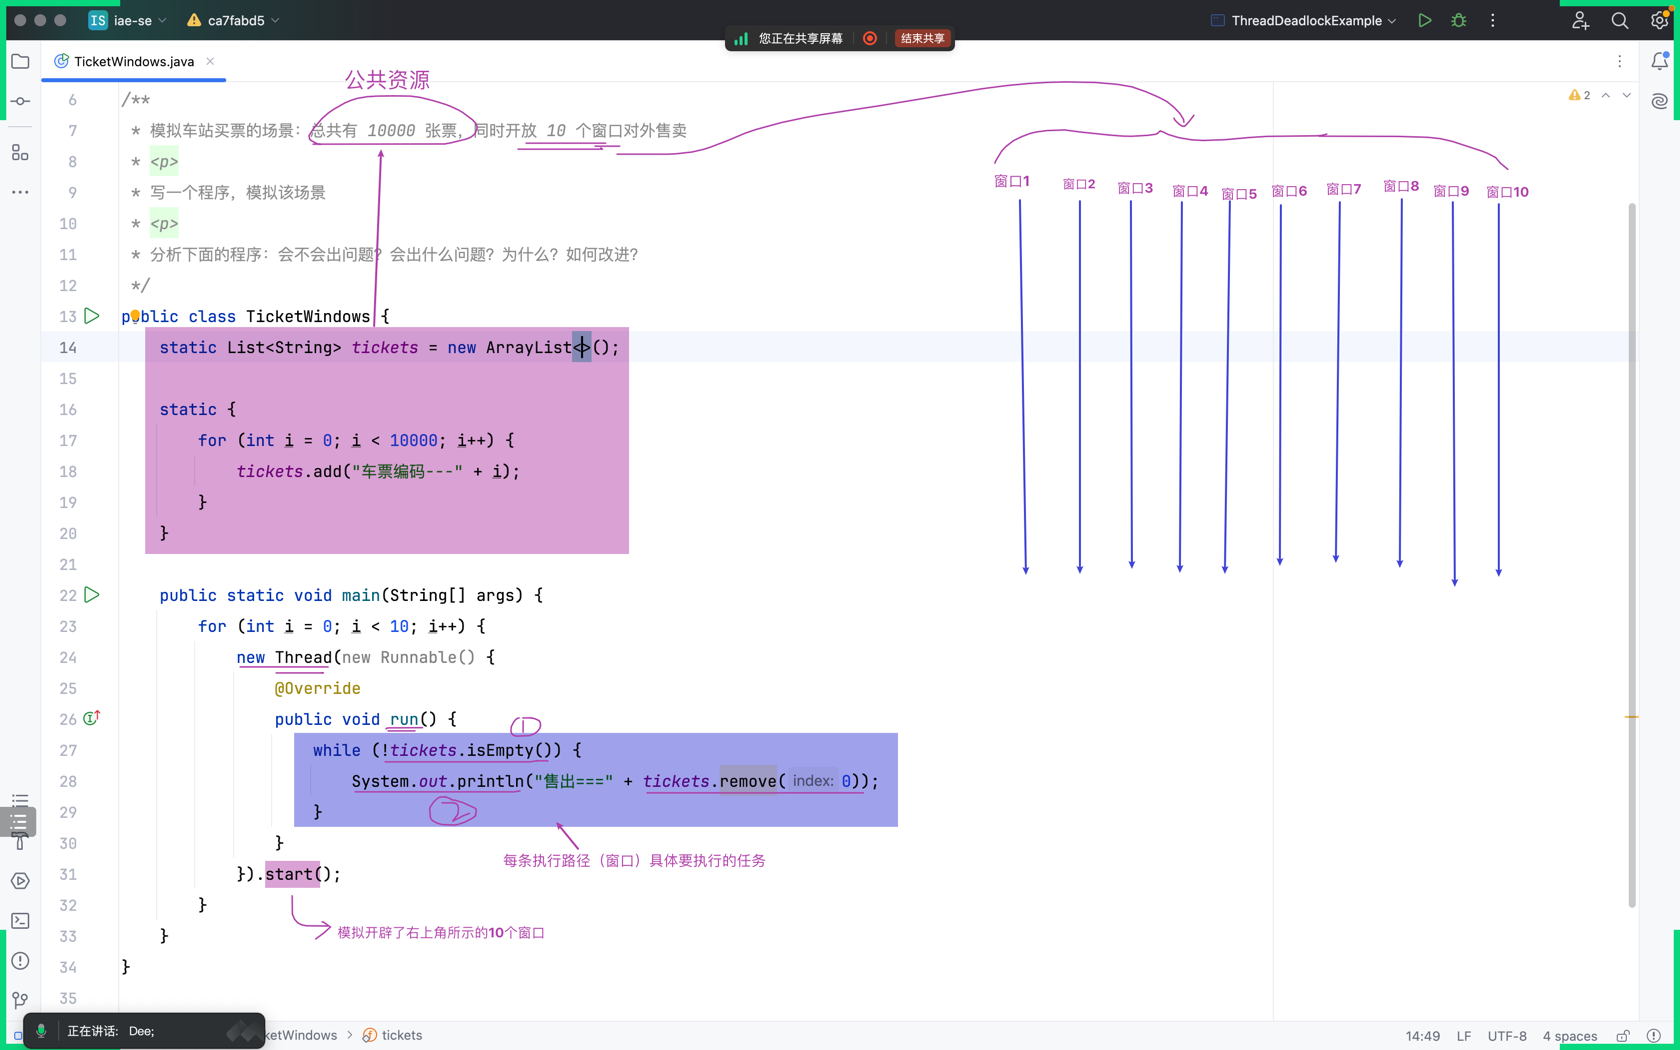 IS iae-se ca7fabd5 ThreadDeadlockExample
您正在共享屏幕 结束共享
TicketWindows.java
公共资源
2
6 /**
7 * 模拟车站买票的场景：总共有 10000 张票，同时开放 10 个窗口对外售卖
8 * <p>
9 * 写一个程序，模拟该场景
10 * <p>
11 * 分析下面的程序：会不会出问题？会出什么问题？为什么？如何改进？
12 */
窗口1 窗口2 窗口3 窗口4 窗口5 窗口6 窗口7 窗口8 窗口9 窗口10
13 public class TicketWindows {
14 static List<String> tickets = new ArrayList<>();
15
16 static {
17 for (int i = 0; i < 10000; i++) {
18 tickets.add("车票编码---" + i);
19 }
20 }
21
22 public static void main(String[] args) {
23 for (int i = 0; i < 10; i++) {
24 new Thread(new Runnable() {
25 @Override
26 public void run() {
1
27 while (!tickets.isEmpty()) {
28 System.out.println("售出===" + tickets.remove( index: 0));
29 }
2
30 }
每条执行路径（窗口）具体要执行的任务
31 }).start();
32 }
模拟开辟了右上角所示的10个窗口
33 }
34 }
35
正在讲话: Dee;
ketWindows > tickets
14:49 LF UTF-8 4 spaces